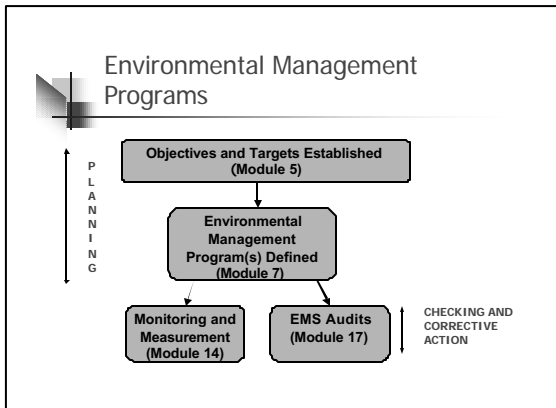 Environmental Management
Programs
Objectives and Targets Established
(Module 5)
PLANNING
Environmental
Management
Program(s) Defined
(Module 7)
Monitoring and
Measurement
(Module 14)
EMS Audits
(Module 17)
CHECKING AND
CORRECTIVE
ACTION